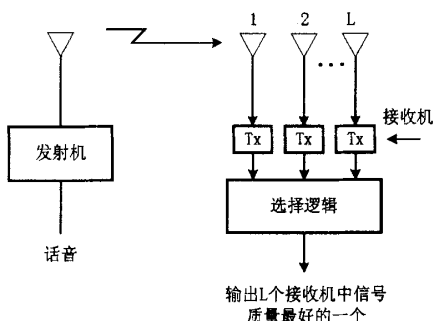 1 2 L
接收机
Tx Tx Tx
发射机
选择逻辑
话音
输出L个接收机中信号
质量最好的一个